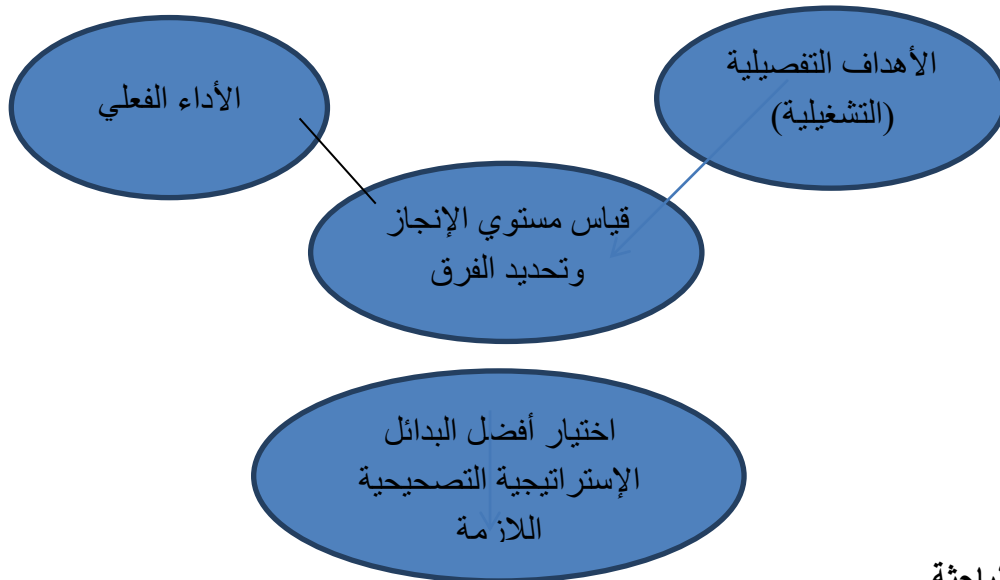 الأهداف التفصيلية
(التشغيلية)
الأداء الفعلي
قياس مستوي الإنجاز
وتحديد الفرق
اختيار أفضل البدائل
الإستراتيجية التصحيحية
اللازمة